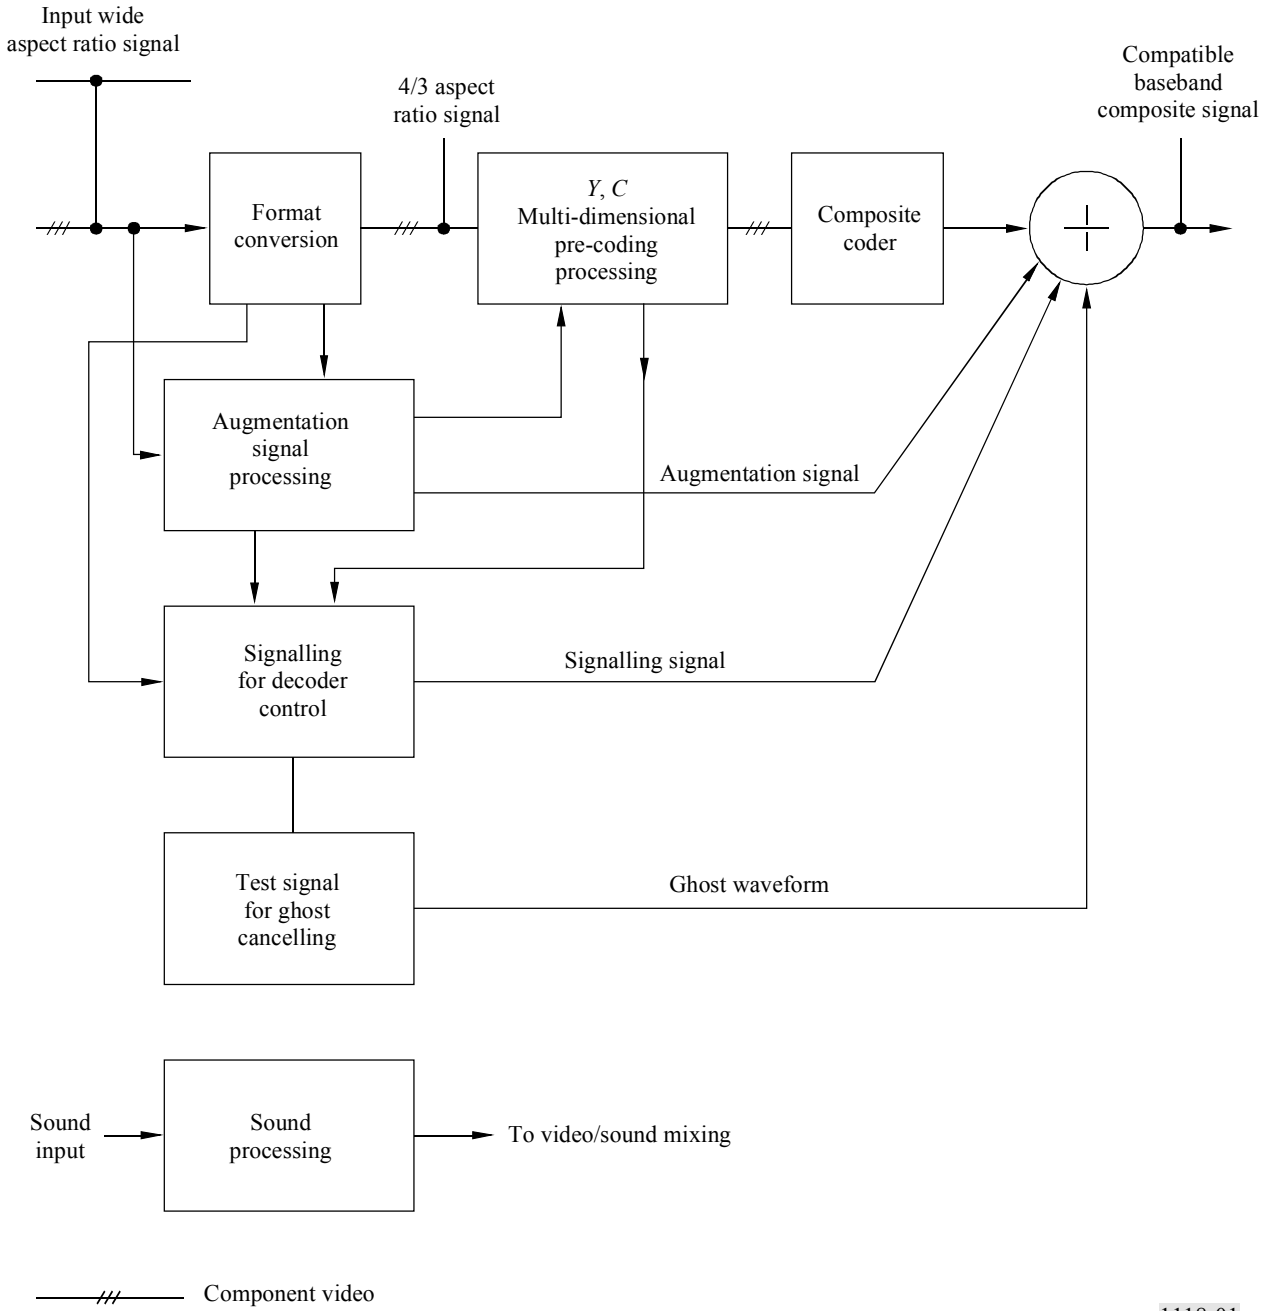 Input wide
aspect ratio signal
4/3 aspect
ratio signal
Compatible
baseband
composite signal
Format
conversion
Y, C
Multi-dimensional
pre-coding
processing
Composite
coder
Augmentation
signal
processing
Augmentation signal
Signalling
for decoder
control
Signalling signal
Test signal
for ghost
cancelling
Ghost waveform
Sound
input
Sound
processing
To video/sound mixing
Component video